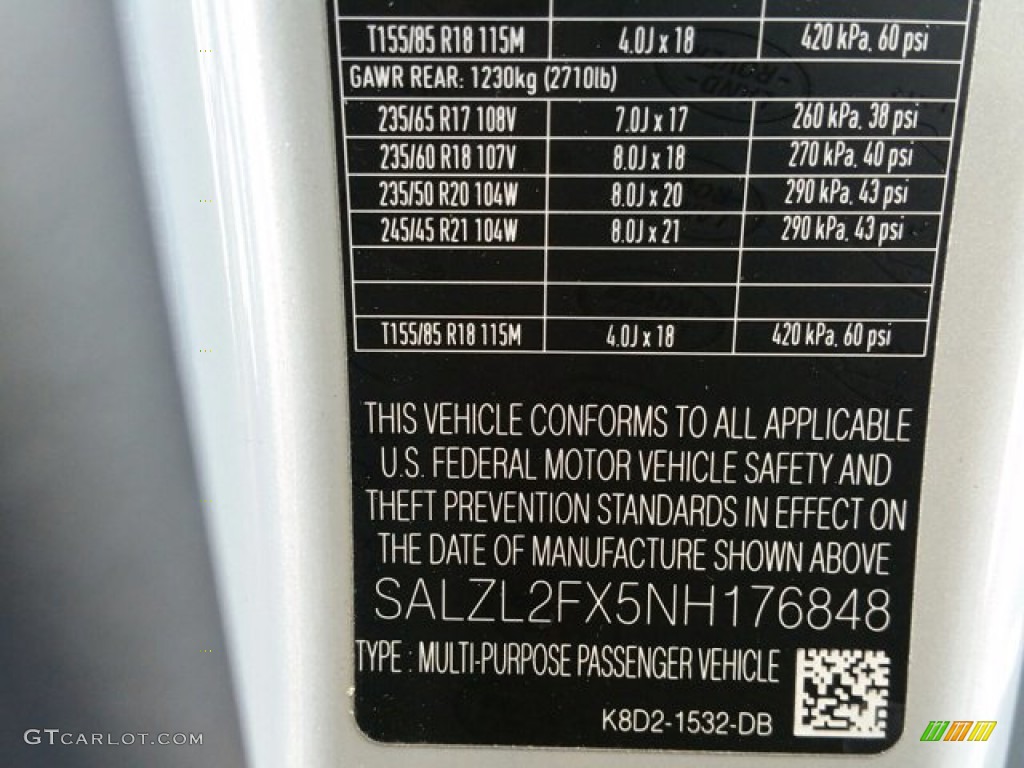 T155/85 R18 115M 4.0J x 18 420 kPa, 60 psi
GAWR REAR: 1230kg (2710lb)
235/65 R17 108V 7.0J x 17 260 kPa, 38 psi
235/60 R18 107V 8.0J x 18 270 kPa, 40 psi
235/50 R20 104W 8.0J x 20 290 kPa, 43 psi
245/45 R21 104W 8.0J x 21 290 kPa, 43 psi
T155/85 R18 115M 4.0J x 18 420 kPa, 60 psi
THIS VEHICLE CONFORMS TO ALL APPLICABLE
U.S. FEDERAL MOTOR VEHICLE SAFETY AND
THEFT PREVENTION STANDARDS IN EFFECT ON
THE DATE OF MANUFACTURE SHOWN ABOVE
SALZL2FX5NH176848
TYPE : MULTI-PURPOSE PASSENGER VEHICLE
K8D2-1532-DB
GTCARLOT.COM